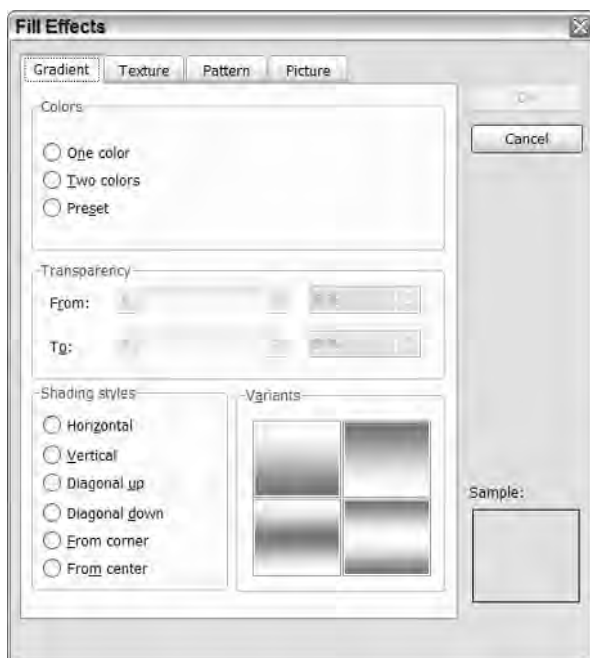 Fill Effects
Gradient
Texture
Pattern
Picture
Colors
One color
Two colors
Preset
Transparency
From:
To:
Shading styles
Horizontal
Vertical
Diagonal up
Diagonal down
From corner
From center
Variants
Cancel
Sample: